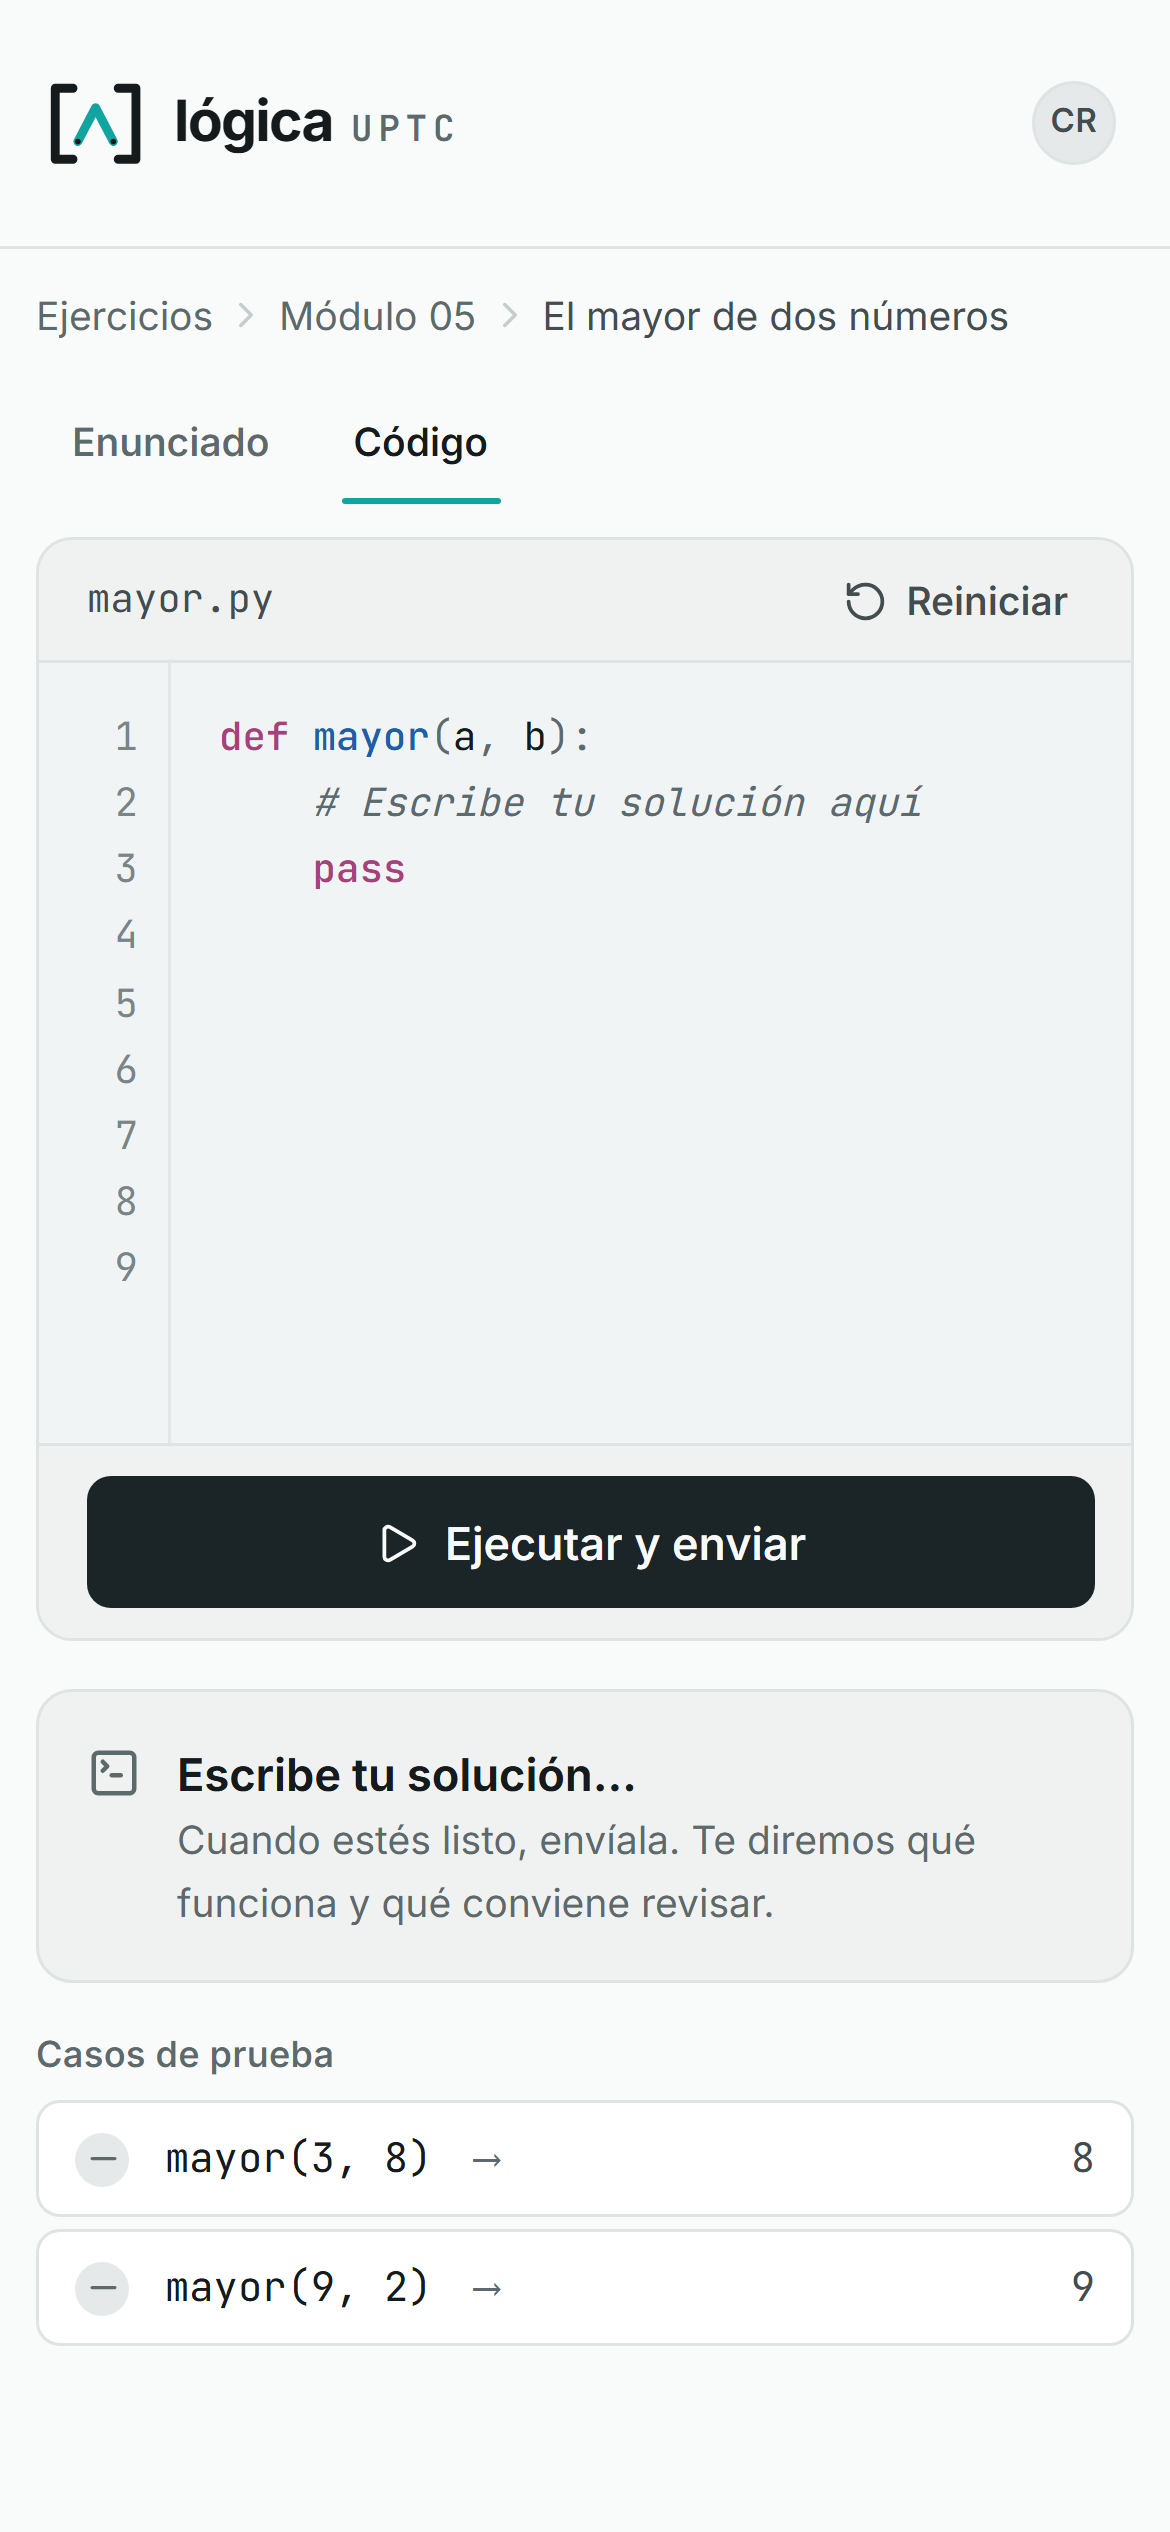 lógica UPTC
CR
Ejercicios > Módulo 05 > El mayor de dos números
Enunciado Código
mayor.py Reiniciar
1 def mayor(a, b):
2 # Escribe tu solución aquí
3 pass
4
5
6
7
8
9
Ejecutar y enviar
Escribe tu solución...
Cuando estés listo, envíala. Te diremos qué
funciona y qué conviene revisar.
Casos de prueba
mayor(3, 8) → 8
mayor(9, 2) → 9